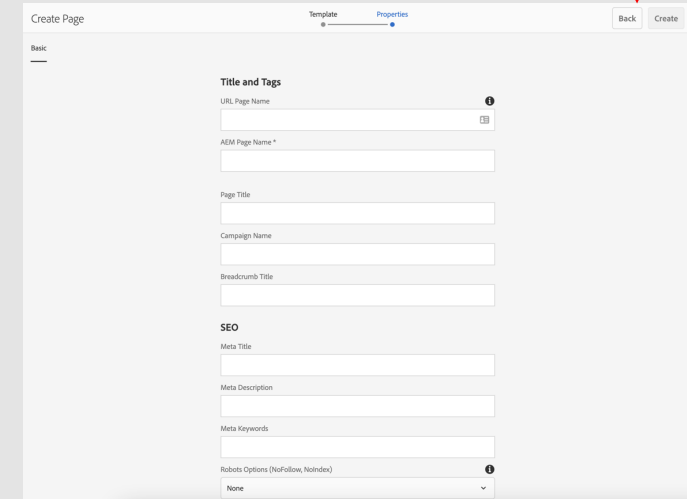 Create Page
Template
Properties
Back
Create
Basic
Title and Tags
URL Page Name
AEM Page Name *
Page Title
Campaign Name
Breadcrumb Title
SEO
Meta Title
Meta Description
Meta Keywords
Robots Options (NoFollow, NoIndex)
None